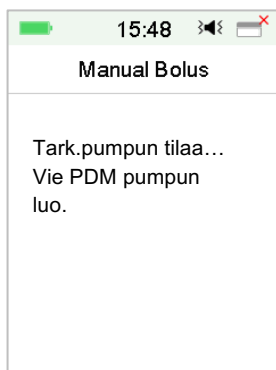 15:48
Manual Bolus
Tark.pumpun tilaa…
Vie PDM pumpun
luo.